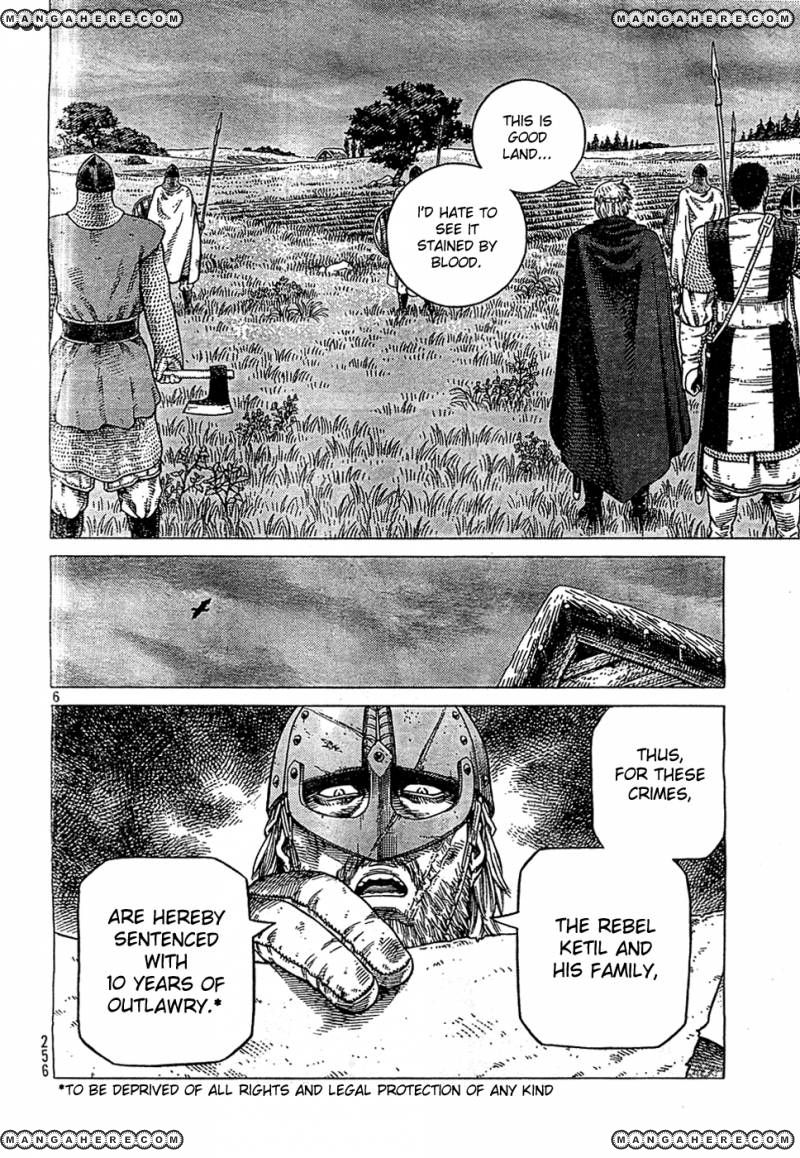 MANGAHERE.COM
MANGAHERE.COM
THIS IS
GOOD
LAND...
I'D HATE TO
SEE IT
STAINED BY
BLOOD.
6
THUS,
FOR THESE
CRIMES,
THE REBEL
KETIL AND
HIS FAMILY,
ARE HEREBY
SENTENCED
WITH
10 YEARS OF
OUTLAWRY.*
256
*TO BE DEPRIVED OF ALL RIGHTS AND LEGAL PROTECTION OF ANY KIND
MANGAHERE.COM
MANGAHERE.COM